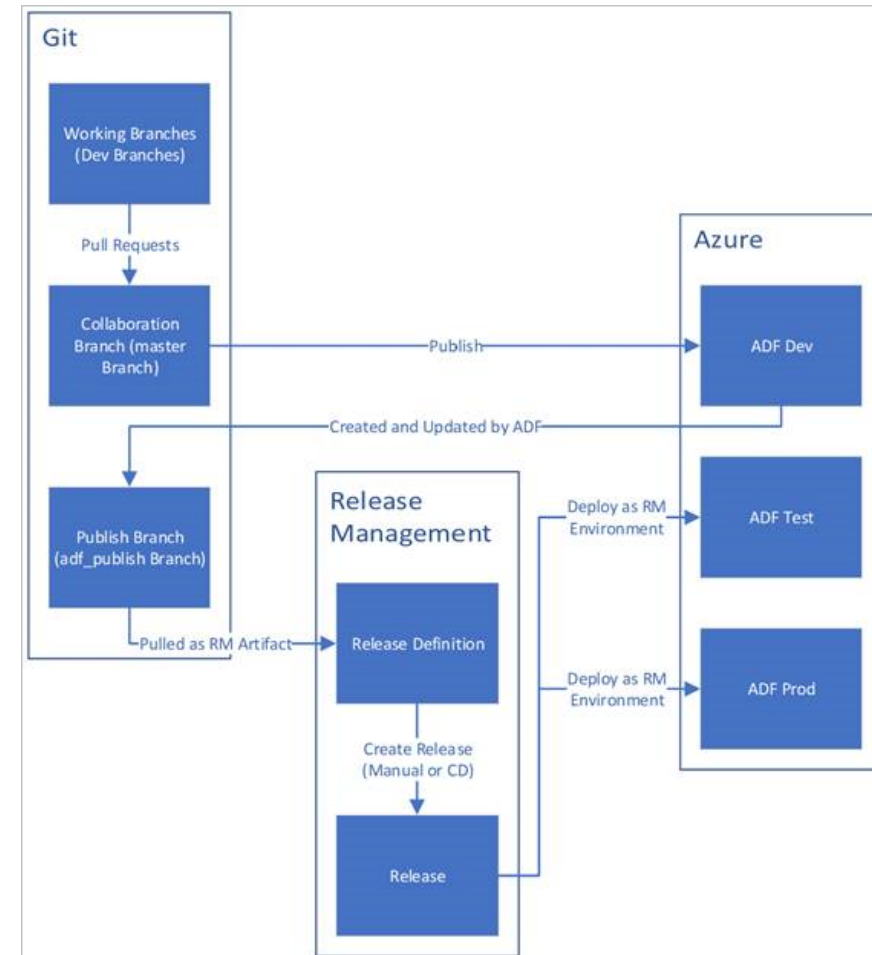 Git
Working Branches
(Dev Branches)
Pull Requests
Collaboration
Branch (master
Branch)
Publish
Azure
ADF Dev
Created and Updated by ADF
Publish Branch
(adf_publish Branch)
Pulled as RM Artifact
Release
Management
Release Definition
Create Release
(Manual or CD)
Release
Deploy as RM
Environment
ADF Test
Deploy as RM
Environment
ADF Prod